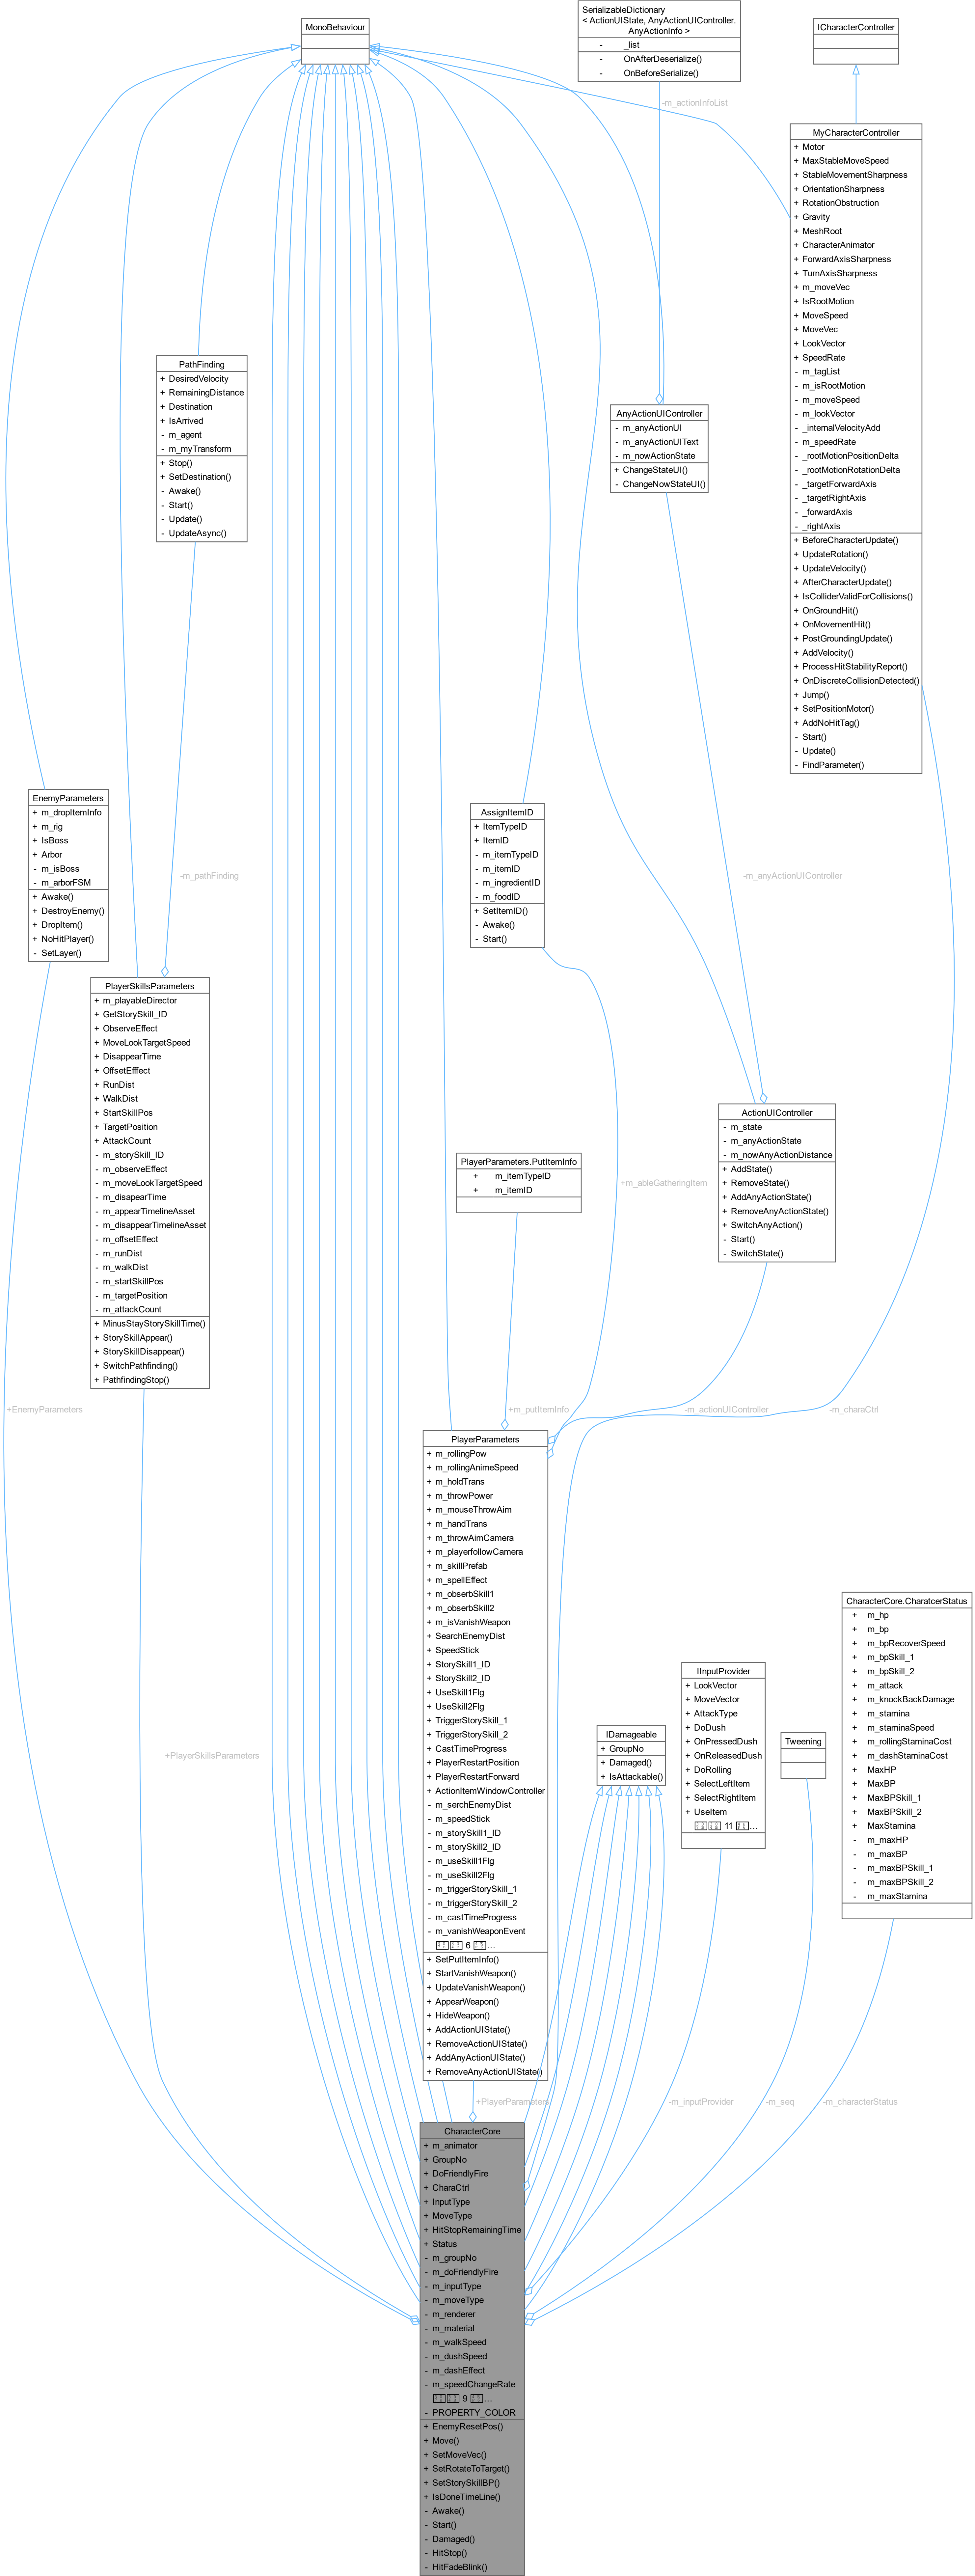 MonoBehaviour
SerializableDictionary
< ActionUIState, AnyActionUIController.
AnyActionInfo >
- _list
- OnAfterDeserialize()
- OnBeforeSerialize()
ICharacterController
-m_actionInfoList
MyCharacterController
+ Motor
+ MaxStableMoveSpeed
+ StableMovementSharpness
+ OrientationSharpness
+ RotationObstruction
+ Gravity
+ MeshRoot
+ CharacterAnimator
+ ForwardAxisSharpness
+ TurnAxisSharpness
+ m_moveVec
+ IsRootMotion
+ MoveSpeed
+ MoveVec
+ LookVector
+ SpeedRate
- m_tagList
- m_isRootMotion
- m_moveSpeed
- m_lookVector
- _internalVelocityAdd
- m_speedRate
- _rootMotionPositionDelta
- _rootMotionRotationDelta
- _targetForwardAxis
- _targetRightAxis
- _forwardAxis
- _rightAxis
+ BeforeCharacterUpdate()
+ UpdateRotation()
+ UpdateVelocity()
+ AfterCharacterUpdate()
+ IsColliderValidForCollisions()
+ OnGroundHit()
+ OnMovementHit()
+ PostGroundingUpdate()
+ AddVelocity()
+ ProcessHitStabilityReport()
+ OnDiscreteCollisionDetected()
+ Jump()
+ SetPositionMotor()
+ AddNoHitTag()
- Start()
- Update()
- FindParameter()
PathFinding
+ DesiredVelocity
+ RemainingDistance
+ Destination
+ IsArrived
- m_agent
- m_myTransform
+ Stop()
+ SetDestination()
- Awake()
- Start()
- Update()
- UpdateAsync()
AnyActionUIController
- m_anyActionUI
- m_anyActionUIText
- m_nowActionState
+ ChangeStateUI()
- ChangeNowStateUI()
EnemyParameters
+ m_dropItemInfo
+ m_rig
+ IsBoss
+ Arbor
- m_isBoss
- m_arborFSM
+ Awake()
+ DestroyEnemy()
+ DropItem()
+ NoHitPlayer()
- SetLayer()
-m_pathFinding
AssignItemID
+ ItemTypeID
+ ItemID
- m_itemTypeID
- m_itemID
- m_ingredientID
- m_foodID
+ SetItemID()
- Awake()
- Start()
-m_anyActionUIController
PlayerSkillsParameters
+ m_playableDirector
+ GetStorySkill_ID
+ ObserveEffect
+ MoveLookTargetSpeed
+ DisappearTime
+ OffsetEfffect
+ RunDist
+ WalkDist
+ StartSkillPos
+ TargetPosition
+ AttackCount
- m_storySkill_ID
- m_observeEffect
- m_moveLookTargetSpeed
- m_disapearTime
- m_appearTimelineAsset
- m_disappearTimelineAsset
- m_offsetEffect
- m_runDist
- m_walkDist
- m_startSkillPos
- m_targetPosition
- m_attackCount
+ MinusStayStorySkillTime()
+ StorySkillAppear()
+ StorySkillDisappear()
+ SwitchPathfinding()
+ PathfindingStop()
PlayerParameters.PutItemInfo
+ m_itemTypeID
+ m_itemID
+m_ableGatheringItem
ActionUIController
- m_state
- m_anyActionState
- m_nowAnyActionDistance
+ AddState()
+ RemoveState()
+ AddAnyActionState()
+ RemoveAnyActionState()
+ SwitchAnyAction()
- Start()
- SwitchState()
+EnemyParameters
+m_putItemInfo
-m_actionUIController
-m_charaCtrl
PlayerParameters
+ m_rollingPow
+ m_rollingAnimeSpeed
+ m_holdTrans
+ m_throwPower
+ m_mouseThrowAim
+ m_handTrans
+ m_throwAimCamera
+ m_playerfollowCamera
+ m_skillPrefab
+ m_spellEffect
+ m_obserbSkill1
+ m_obserbSkill2
+ m_isVanishWeapon
+ SearchEnemyDist
+ SpeedStick
+ StorySkill1_ID
+ StorySkill2_ID
+ UseSkill1Flg
+ UseSkill2Flg
+ TriggerStorySkill_1
+ TriggerStorySkill_2
+ CastTimeProgress
+ PlayerRestartPosition
+ PlayerRestartForward
+ ActionItemWindowController
- m_serchEnemyDist
- m_speedStick
- m_storySkill1_ID
- m_storySkill2_ID
- m_useSkill1Flg
- m_useSkill2Flg
- m_triggerStorySkill_1
- m_triggerStorySkill_2
- m_castTimeProgress
- m_vanishWeaponEvent
6 ...
+ SetPutItemInfo()
+ StartVanishWeapon()
+ UpdateVanishWeapon()
+ AppearWeapon()
+ HideWeapon()
+ AddActionUIState()
+ RemoveActionUIState()
+ AddAnyActionUIState()
+ RemoveAnyActionUIState()
+PlayerSkillsParameters
IDamageable
+ GroupNo
+ Damaged()
+ IsAttackable()
IInputProvider
+ LookVector
+ MoveVector
+ AttackType
+ DoDush
+ OnPressedDush
+ OnReleasedDush
+ DoRolling
+ SelectLeftItem
+ SelectRightItem
+ UseItem
11 ...
Tweening
CharacterCore.CharatcerStatus
+ m_hp
+ m_bp
+ m_bpRecoverSpeed
+ m_bpSkill_1
+ m_bpSkill_2
+ m_attack
+ m_knockBackDamage
+ m_stamina
+ m_staminaSpeed
+ m_rollingStaminaCost
+ m_dashStaminaCost
+ MaxHP
+ MaxBP
+ MaxBPSkill_1
+ MaxBPSkill_2
+ MaxStamina
- m_maxHP
- m_maxBP
- m_maxBPSkill_1
- m_maxBPSkill_2
- m_maxStamina
+PlayerParameters
-m_inputProvider
-m_seq
-m_characterStatus
CharacterCore
+ m_animator
+ GroupNo
+ DoFriendlyFire
+ CharaCtrl
+ InputType
+ MoveType
+ HitStopRemainingTime
+ Status
- m_groupNo
- m_doFriendlyFire
- m_inputType
- m_moveType
- m_renderer
- m_material
- m_walkSpeed
- m_dushSpeed
- m_dashEffect
- m_speedChangeRate
9 ...
- PROPERTY_COLOR
+ EnemyResetPos()
+ Move()
+ SetMoveVec()
+ SetRotateToTarget()
+ SetStorySkillBP()
+ IsDoneTimeLine()
- Awake()
- Start()
- Damaged()
- HitStop()
- HitFadeBlink()